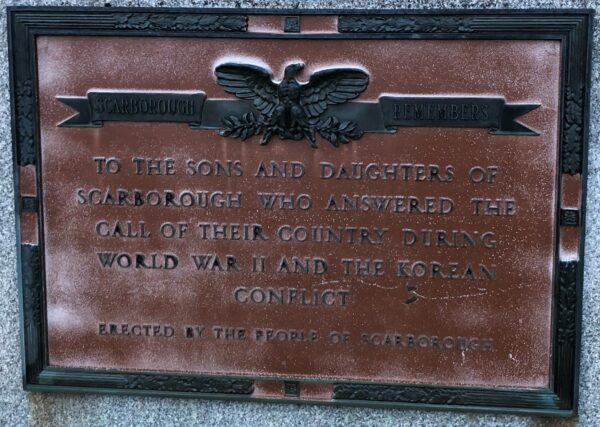 SCARBOROUGH REMEMBERS
TO THE SONS AND DAUGHTERS OF
SCARBOROUGH WHO ANSWERED THE
CALL OF THEIR COUNTRY DURING
WORLD WAR II AND THE KOREAN
CONFLICT
ERECTED BY THE PEOPLE OF SCARBOROUGH